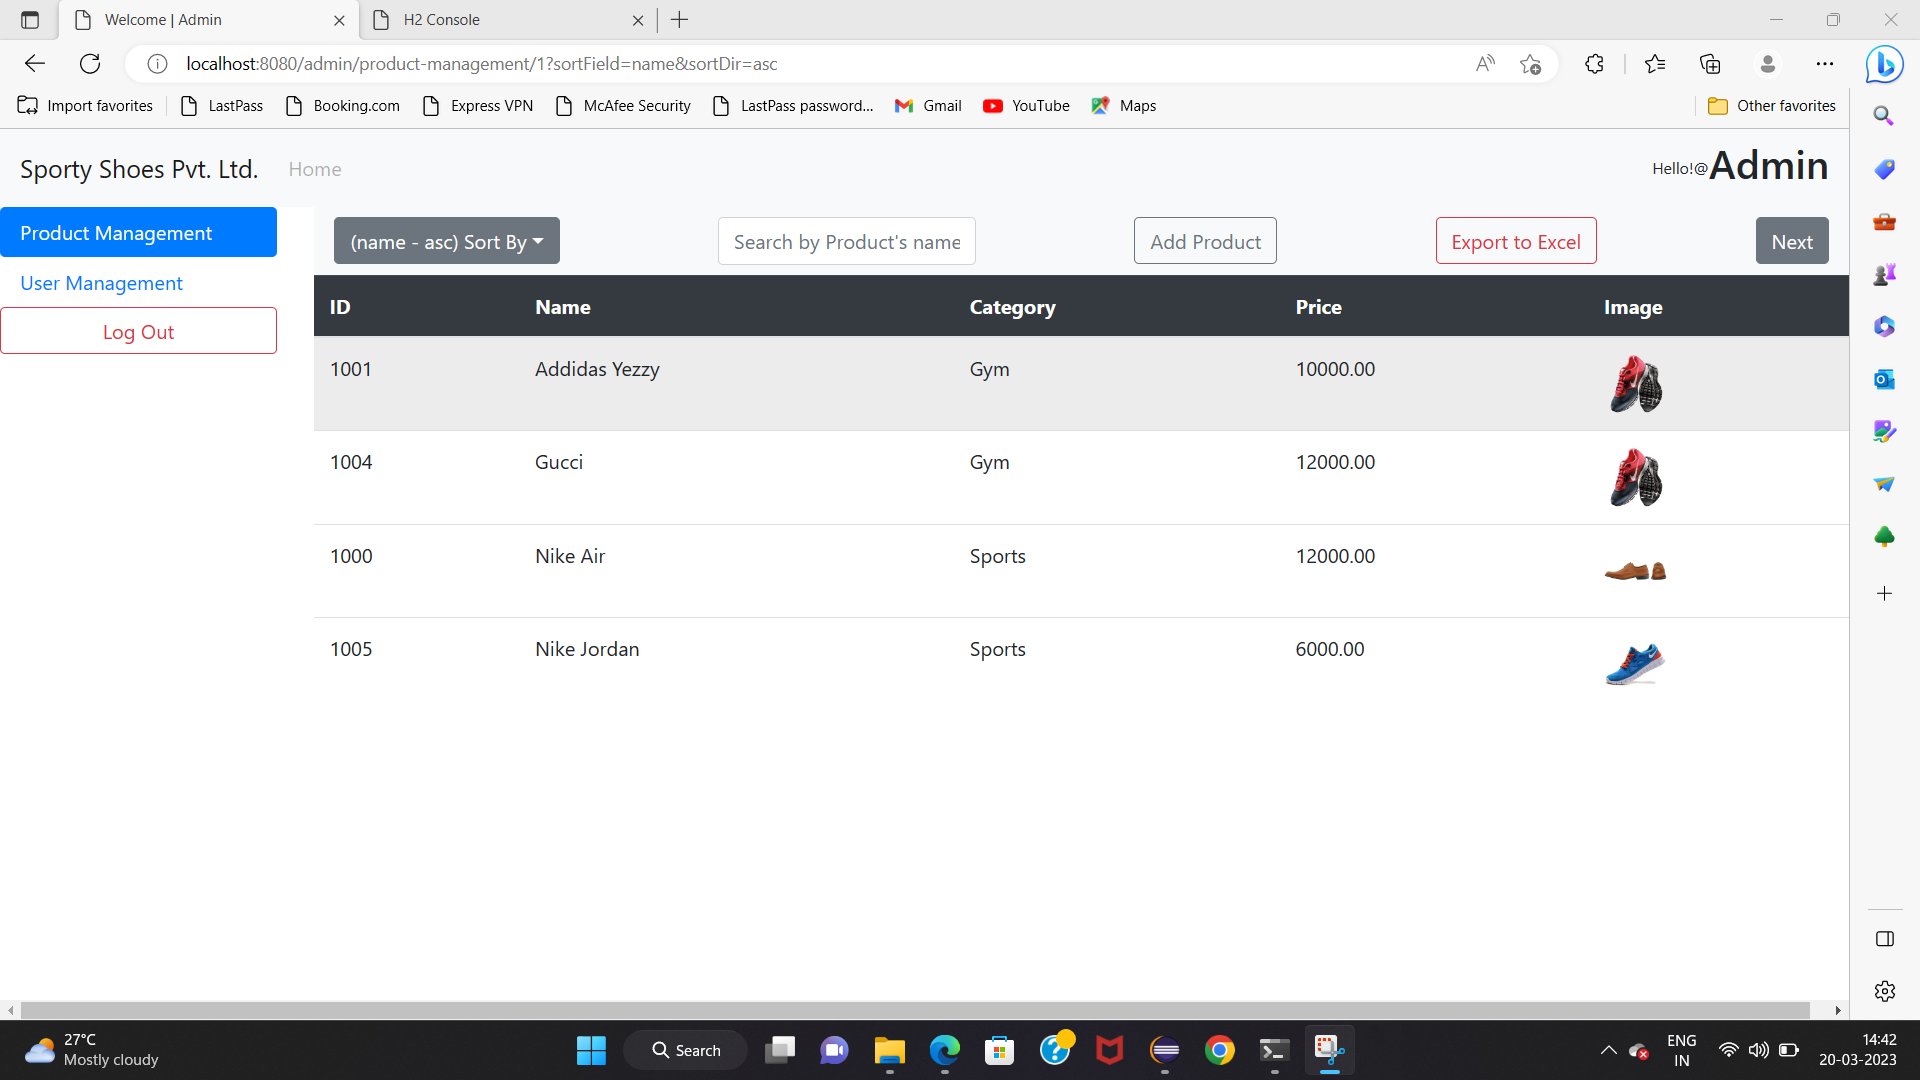 Welcome | Admin
H2 Console
localhost:8080/admin/product-management/1?sortField=name&sortDir=asc
Import favorites
LastPass
Booking.com
Express VPN
McAfee Security
LastPass password...
Gmail
YouTube
Maps
Other favorites
Sporty Shoes Pvt. Ltd.
Home
Hello!@Admin
Product Management
User Management
Log Out
(name - asc) Sort By
Search by Product's name
Add Product
Export to Excel
Next
ID Name Category Price Image
1001 Addidas Yezzy Gym 10000.00
1004 Gucci Gym 12000.00
1000 Nike Air Sports 12000.00
1005 Nike Jordan Sports 6000.00
27°C
Mostly cloudy
Search
ENG
IN
14:42
20-03-2023